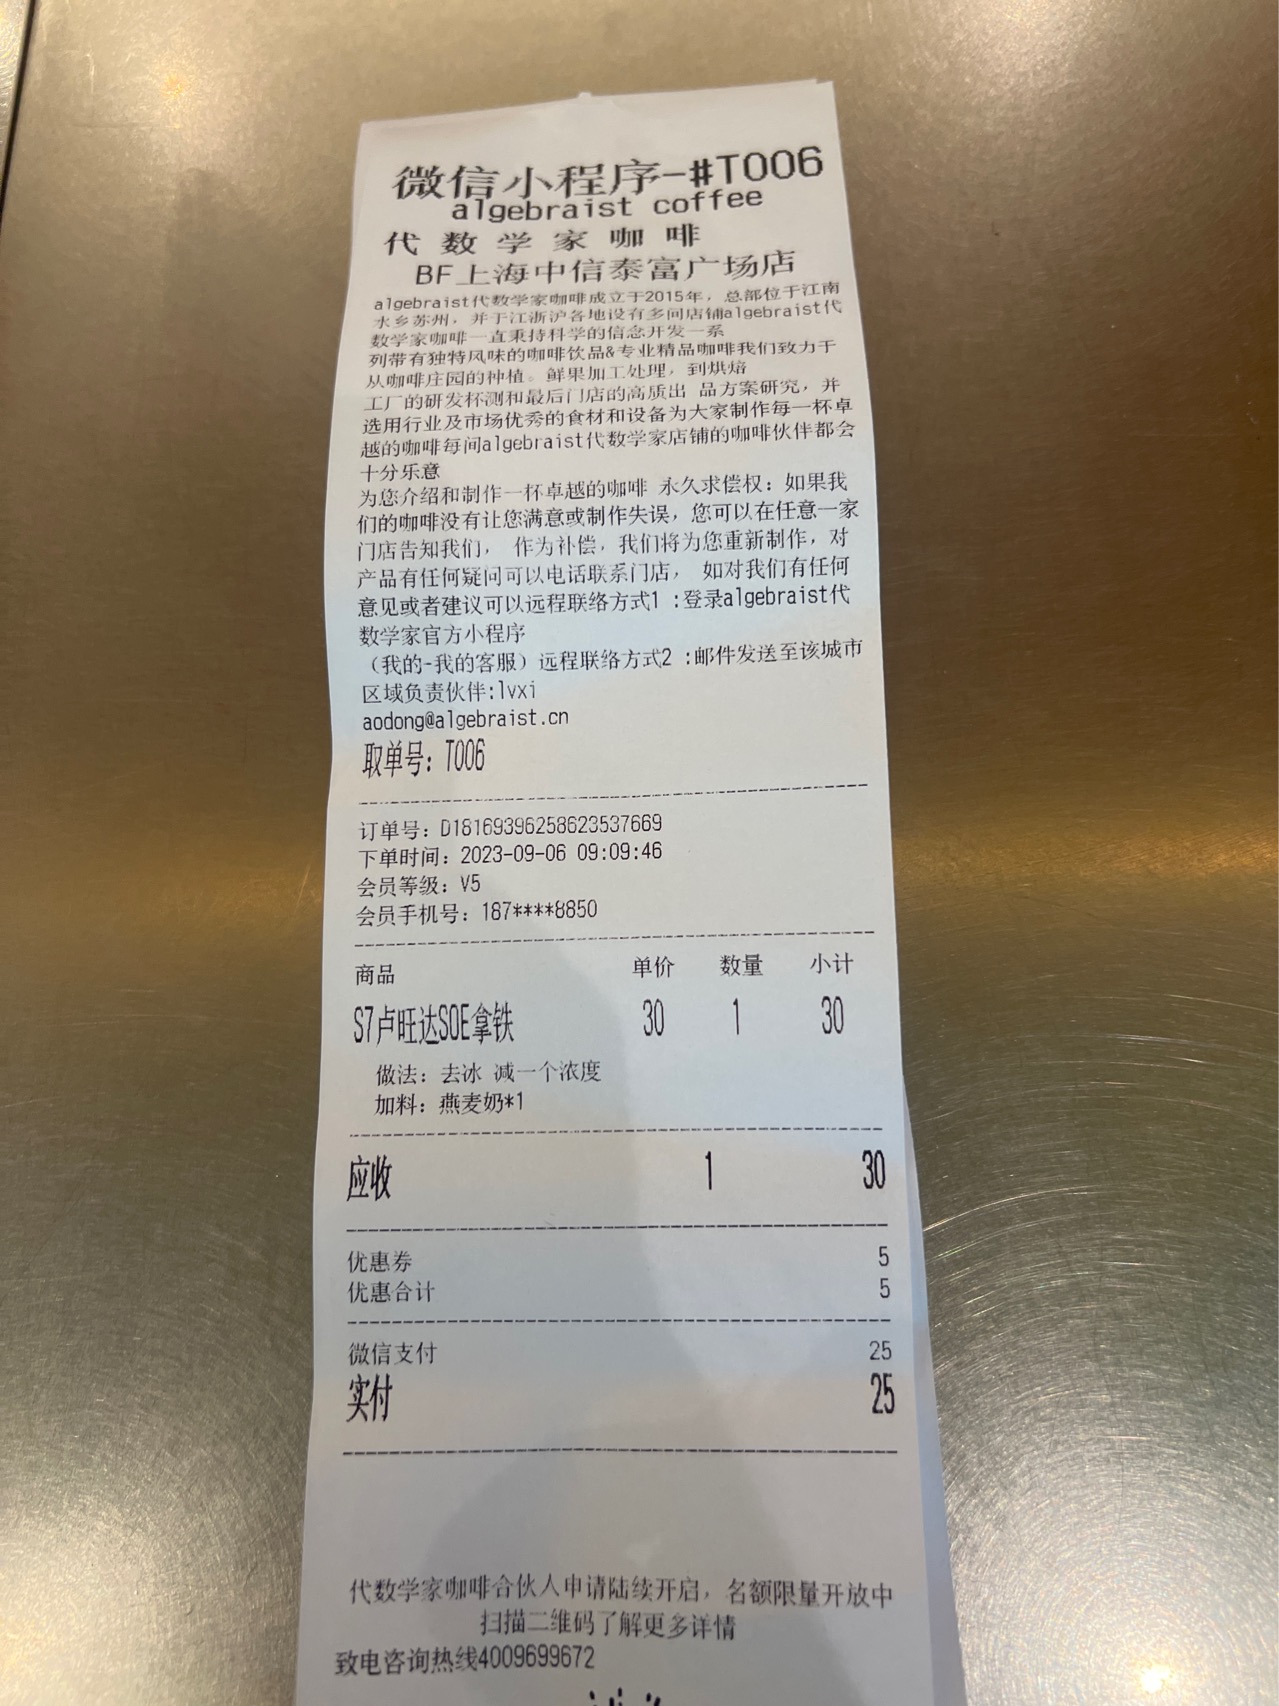 微信小程序-#T006
algebraist coffee
代数学家咖啡
BF上海中信泰富广场店
algebraist代数学家咖啡成立于2015年，总部位于江南
水乡苏州，并于江浙沪各地设有多间店铺algebraist代
数学家咖啡一直秉持科学的信念开发一系
列带有独特风味的咖啡饮品&专业精品咖啡我们致力于
从咖啡庄园的种植。鲜果加工处理，到烘焙
工厂的研发杯测和最后门店的高质出 品方案研究，并
选用行业及市场优秀的食材和设备为大家制作每一杯卓
越的咖啡每间algebraist代数学家店铺的咖啡伙伴都会
十分乐意
为您介绍和制作一杯卓越的咖啡 永久求偿权：如果我
们的咖啡没有让您满意或制作失误，您可以在任意一家
门店告知我们， 作为补偿，我们将为您重新制作，对
产品有任何疑问可以电话联系门店， 如对我们有任何
意见或者建议可以远程联络方式1 :登录algebraist代
数学家官方小程序
（我的-我的客服）远程联络方式2 :邮件发送至该城市
区域负责伙伴:lvxi
aodong@algebraist.cn
取单号：T006
订单号：D18169396258623537669
下单时间：2023-09-06 09:09:46
会员等级：V5
会员手机号：187****8850
商品 单价 数量 小计
S7卢旺达SOE拿铁 30 1 30
做法：去冰 减一个浓度
加料：燕麦奶*1
应收 1 30
优惠券 5
优惠合计 5
微信支付 25
实付 25
代数学家咖啡合伙人申请陆续开启，名额限量开放中
扫描二维码了解更多详情
致电咨询热线4009699672